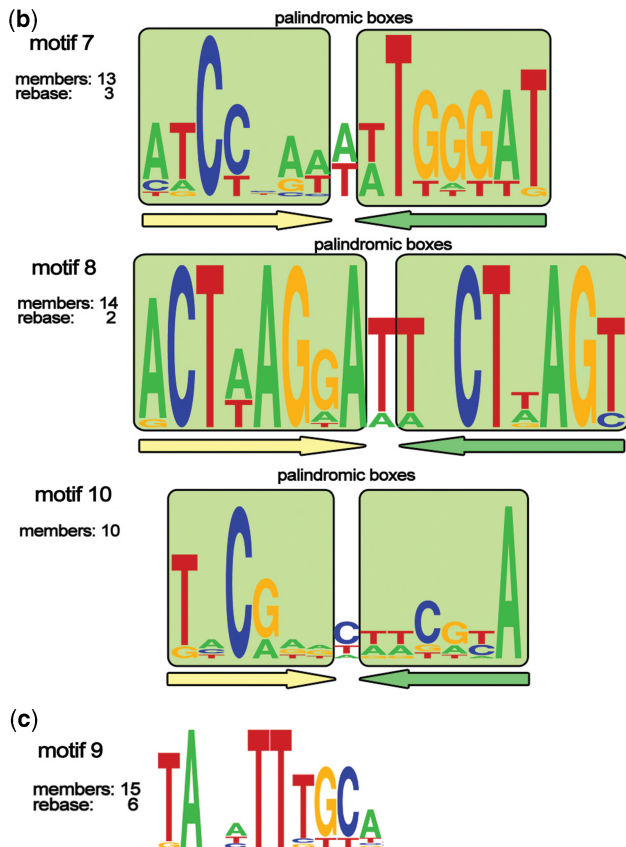 (b)
palindromic boxes
motif 7
members: 13
rebase: 3
palindromic boxes
motif 8
members: 14
rebase: 2
palindromic boxes
motif 10
members: 10
(c)
motif 9
members: 15
rebase: 6